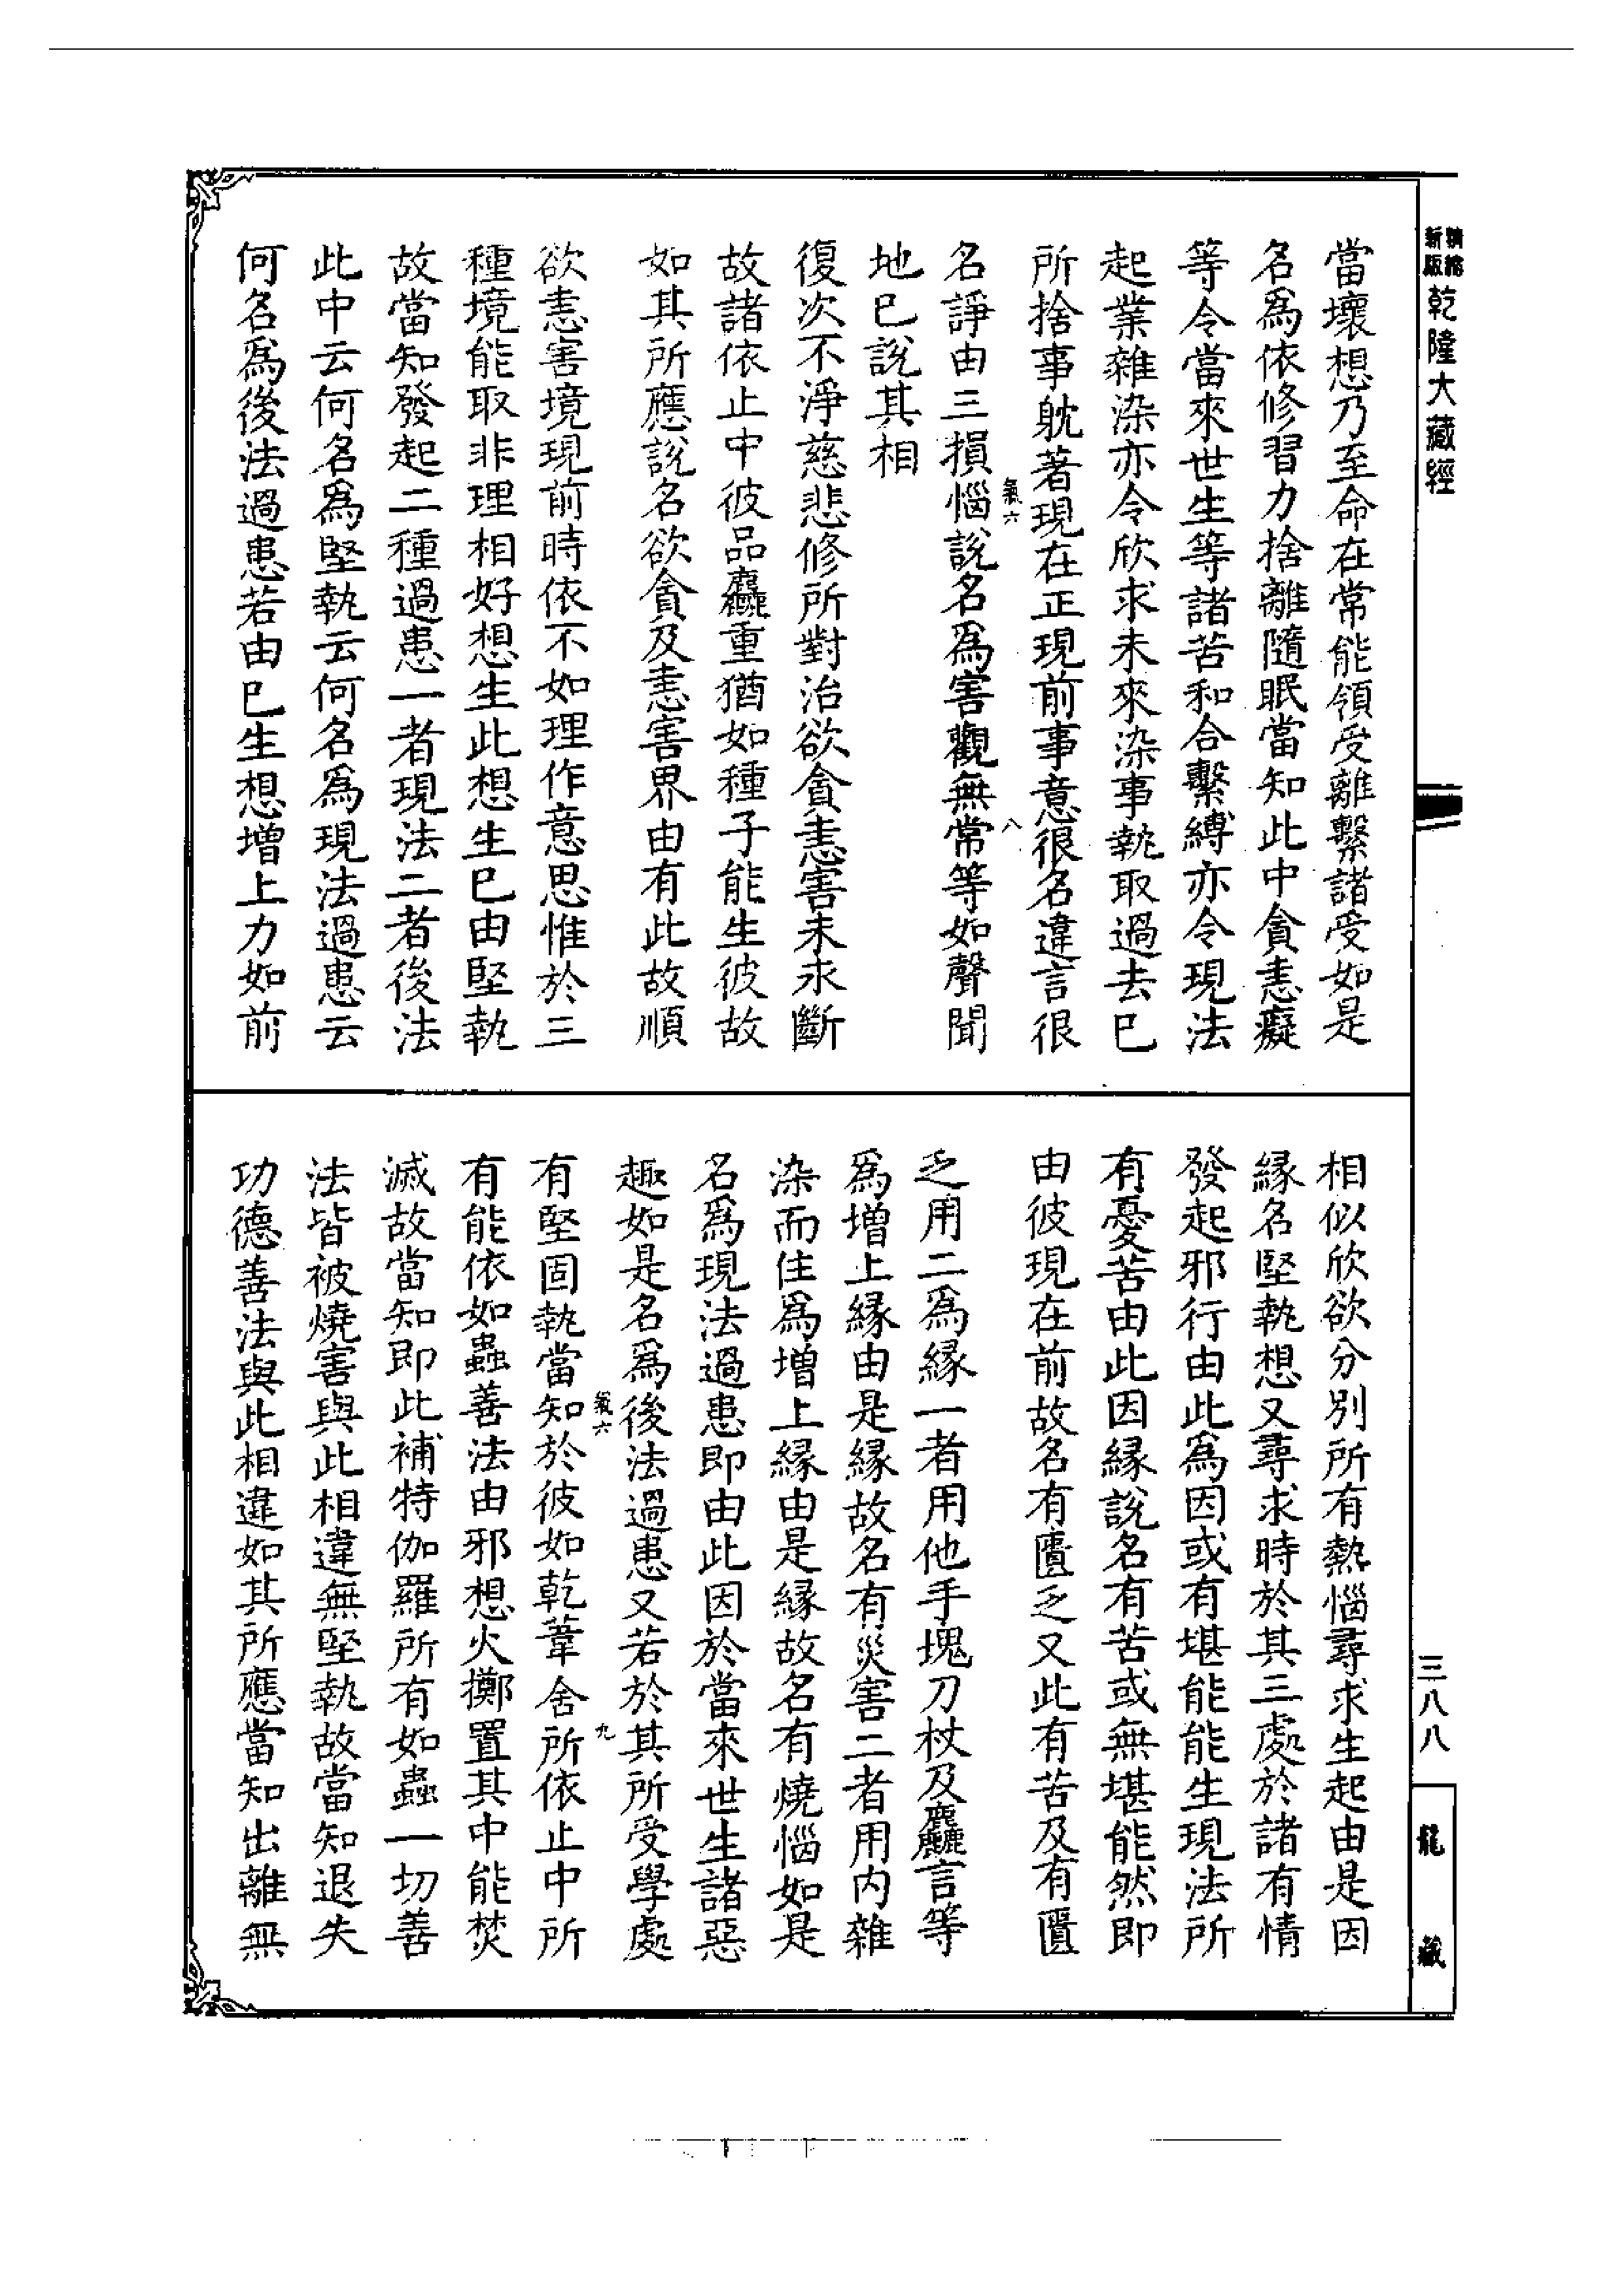 新版精縮乾隆大藏經
當壞想乃至命在常能領受離繫諸受如是
名爲依修習力捨離隨眠當知此中貪恚癡
等令當來世生等諸苦和合繫縛亦令現法
起業雜染亦令欣求未來染事執取過去已
所捨事躭著現在正現前事意很名違言很
氣六
八
名諍由三損惱說名爲害觀無常等如聲聞
地已說其相
復次不淨慈悲修所對治欲貪恚害未永斷
故諸依止中彼品麤重猶如種子能生彼故
如其所應說名欲貪及恚害界由有此故順
欲恚害境現前時依不如理作意思惟於三
種境能取非理相好想生此想生已由堅執
故當知發起二種過患一者現法二者後法
此中云何名爲堅執云何名爲現法過患云
何名爲後法過患若由已生想增上力如前
相似欣欲分別所有熱惱尋求生起由是因
緣名堅執想又尋求時於其三處於諸有情
發起邪行由此爲因或有堪能能生現法所
有憂苦由此因緣說名有苦或無堪能然即
由彼現在前故名有匱乏又此有苦及有匱
乏用二爲緣一者用他手塊刀杖及麤言等
爲增上緣由是緣故名有災害二者用內雜
染而住爲增上緣由是緣故名有燒惱如是
名爲現法過患即由此因於當來世生諸惡
趣如是名爲後法過患又若於其所受學處
氣六
九
有堅固執當知於彼如乾葦舍所依止中所
有能依如蟲善法由邪想火擲置其中能焚
滅故當知即此補特伽羅所有如蟲一切善
法皆被燒害與此相違無堅執故當知退失
功德善法與此相違如其所應當知出離無
三八八
龍藏